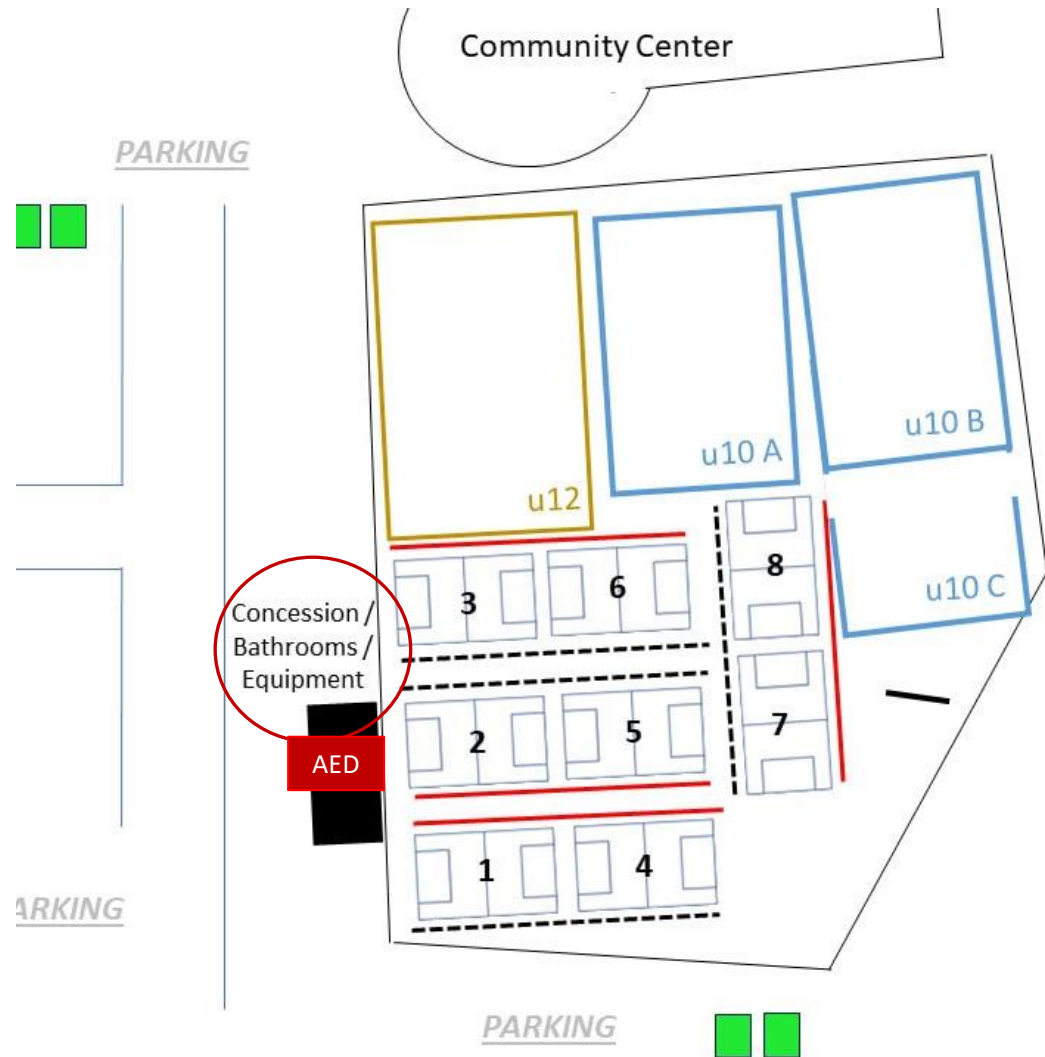 Community Center
PARKING
u10 B
u10 A
u12
8
3
6
u10 C
Concession /
Bathrooms /
Equipment
2
5
7
AED
1
4
ARKING
PARKING